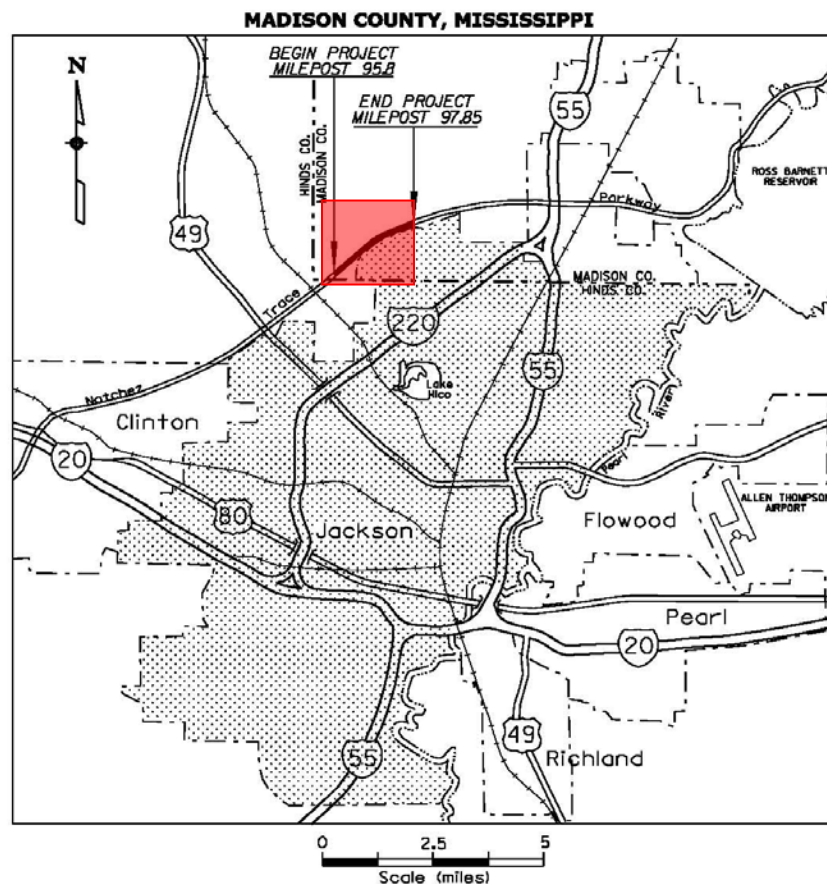 MADISON COUNTY, MISSISSIPPI
BEGIN PROJECT
MILEPOST 95.8
END PROJECT
MILEPOST 97.85
N
55
HINDS CO.
MADISON CO.
ROSS BARNETT
RESERVOIR
49
Parkway
MADISON CO.
HINDS CO.
Trace
220
55
Lake
Hico
Natchez
Clinton
Pearl
River
20
80
Jackson
Flowood
ALLEN THOMPSON
AIRPORT
Pearl
20
49
55
Richland
0
2.5
5
Scale (miles)